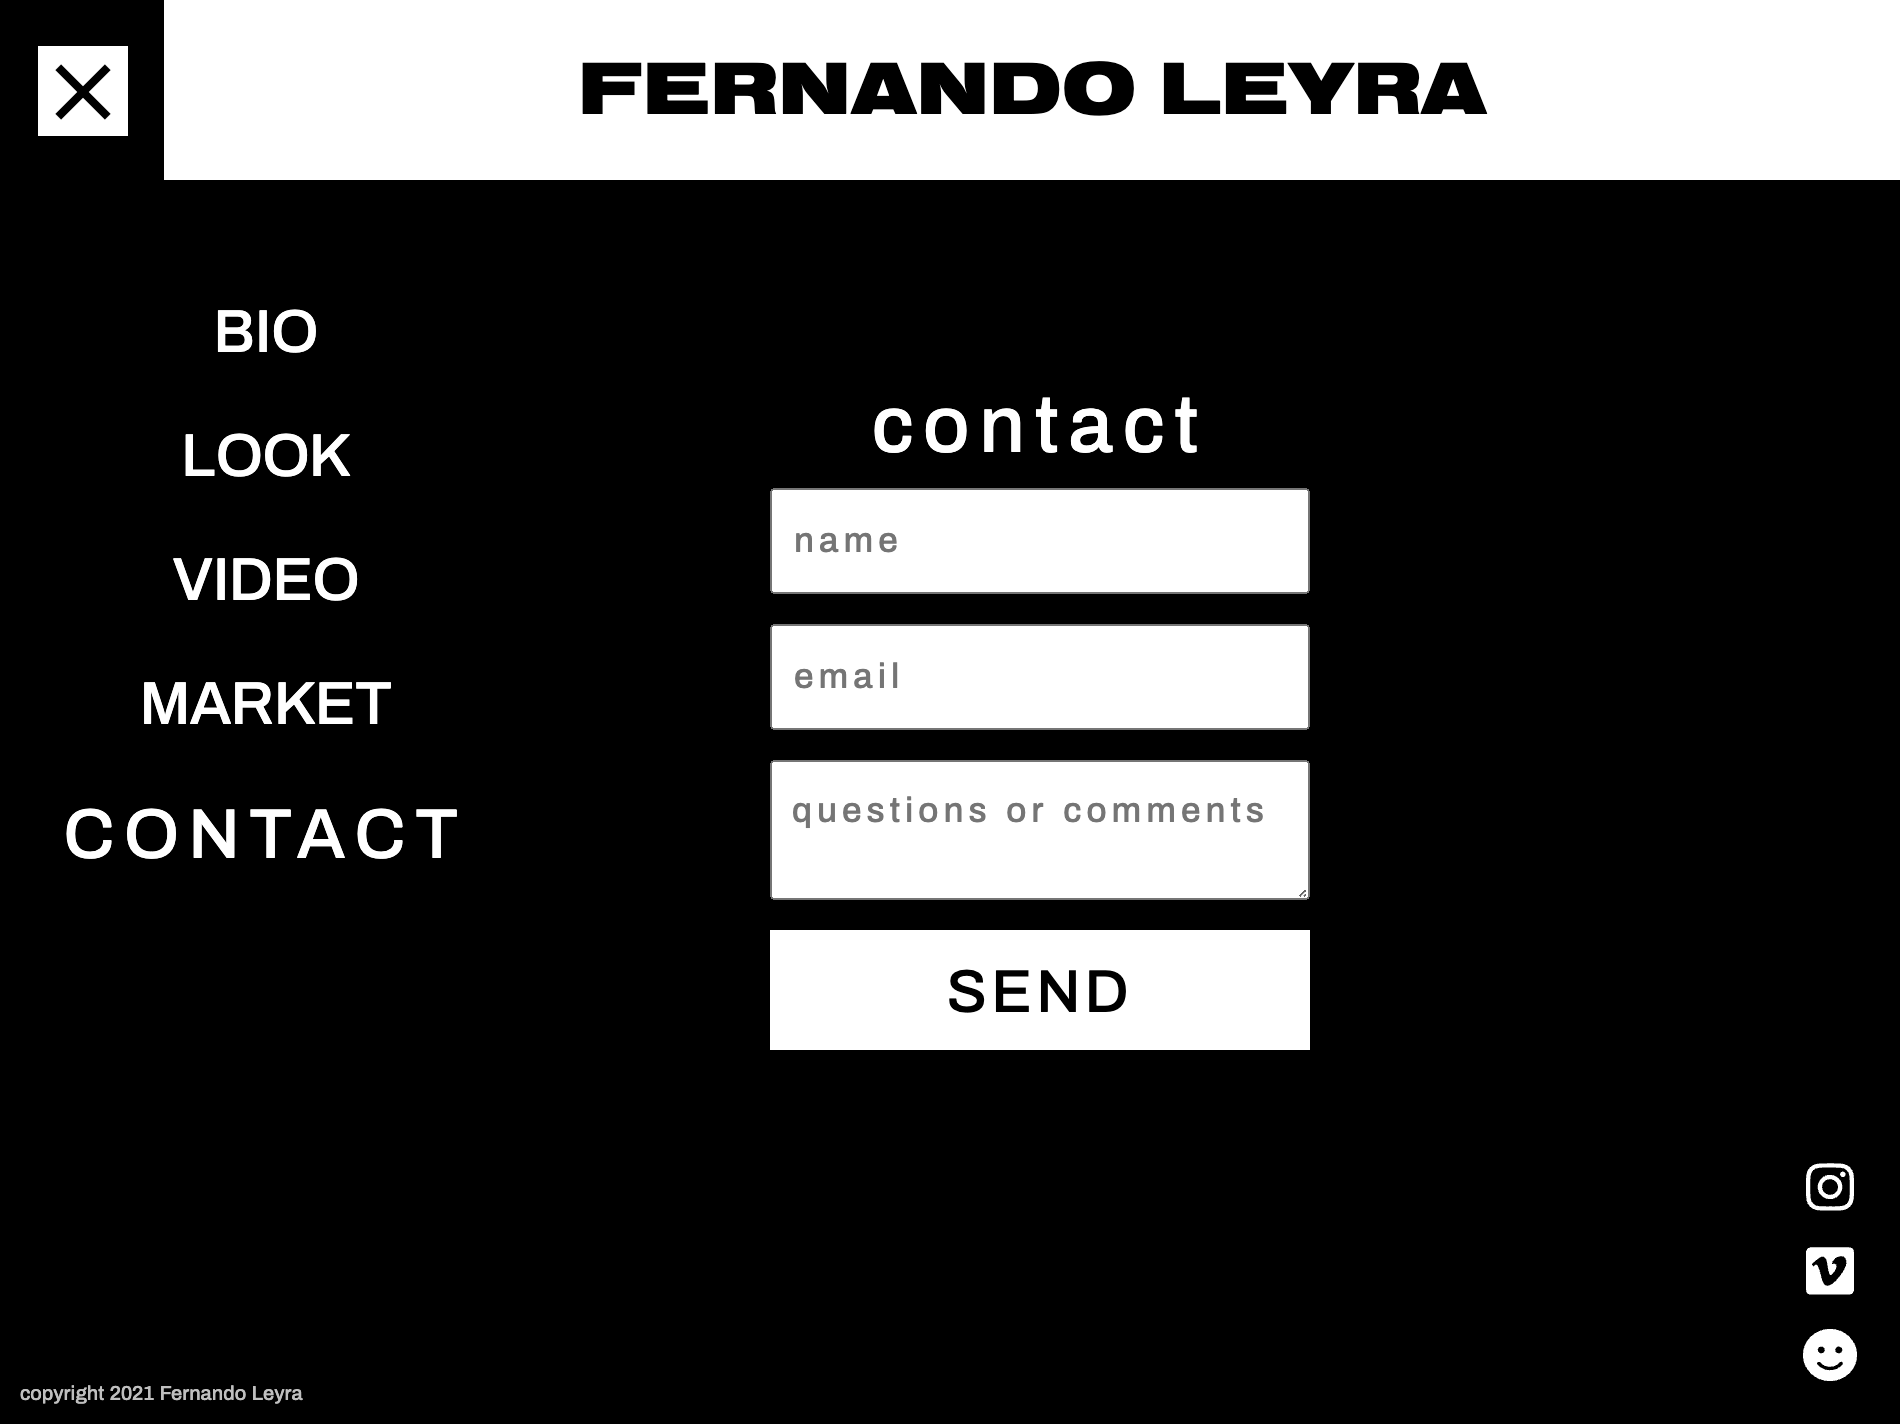 FERNANDO LEYRA
BIO
LOOK
VIDEO
MARKET
CONTACT
contact
name
email
questions or comments
SEND
copyright 2021 Fernando Leyra